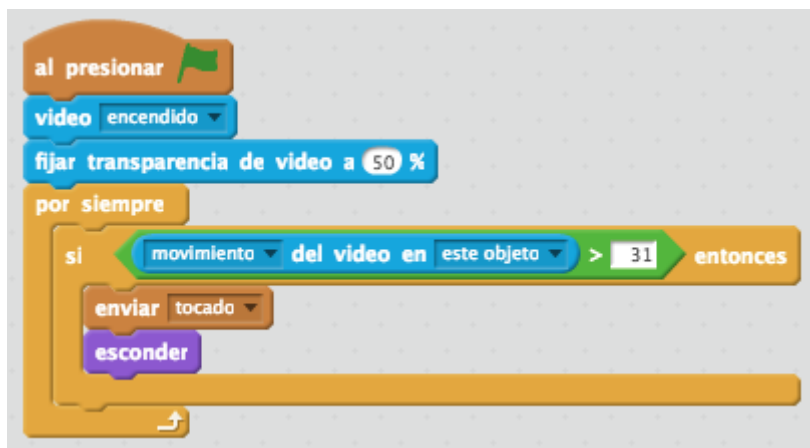 al presionar
video encendido
fijar transparencia de video a 50 %
por siempre
si movimiento del video en este objeto > 31 entonces
enviar tocado
esconder